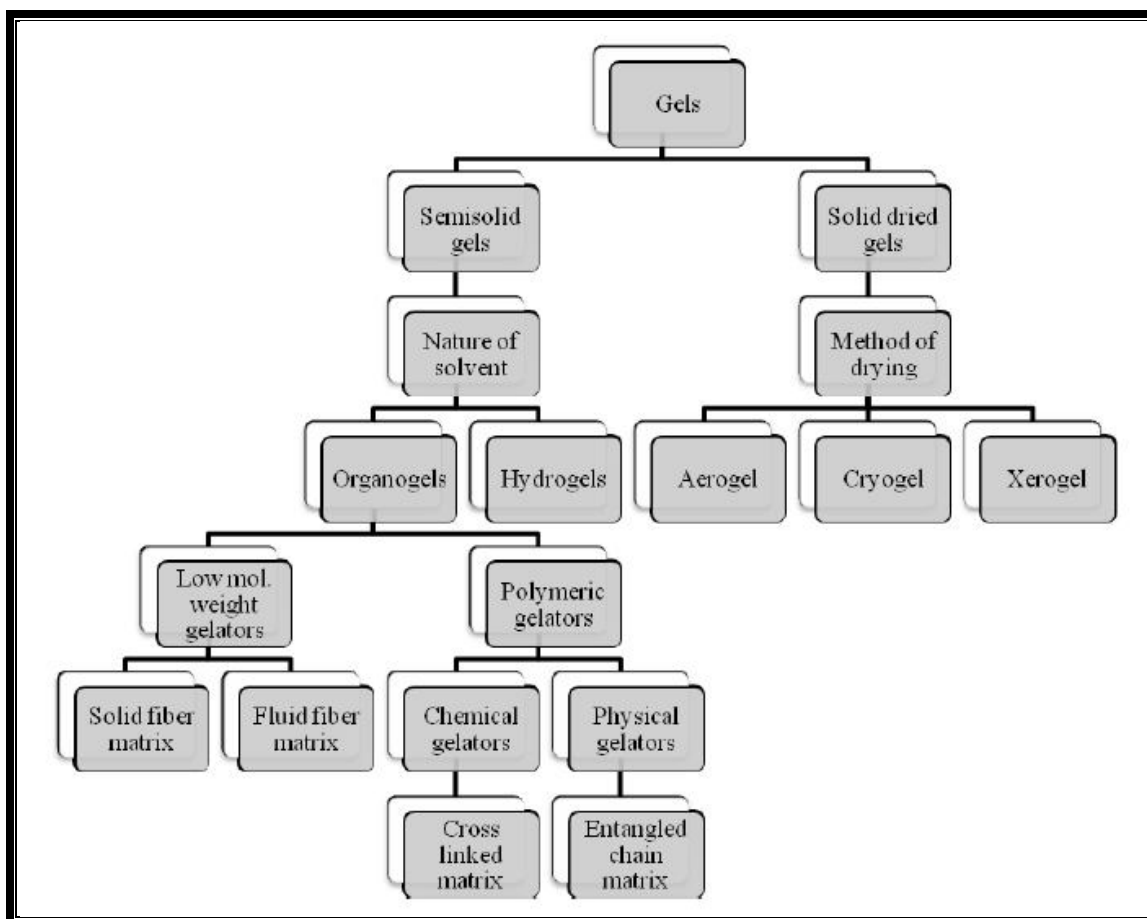 Gels
Semisolid
gels
Solid dried
gels
Nature of
solvent
Method of
drying
Organogels
Hydrogels
Aerogel
Cryogel
Xerogel
Low mol.
weight
gelators
Polymeric
gelators
Solid fiber
matrix
Fluid fiber
matrix
Chemical
gelators
Physical
gelators
Cross
linked
matrix
Entangled
chain
matrix